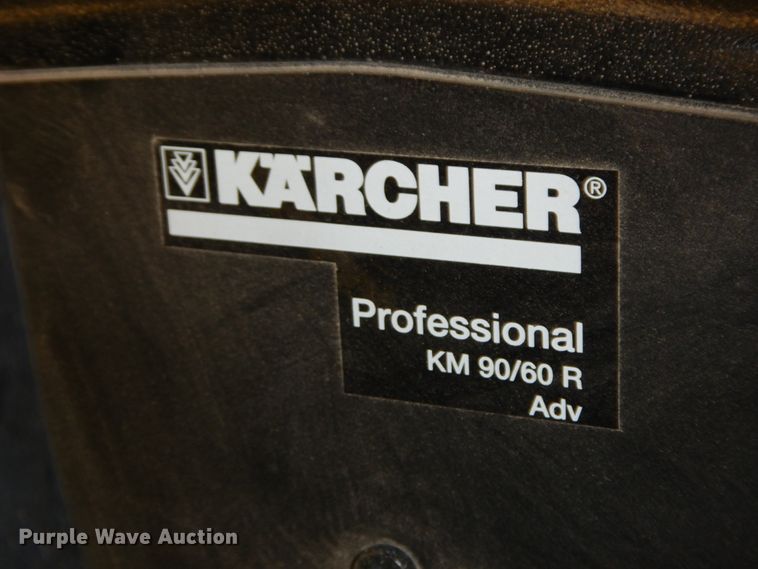 KÄRCHER®
Professional
KM 90/60 R
Adv
Purple Wave Auction